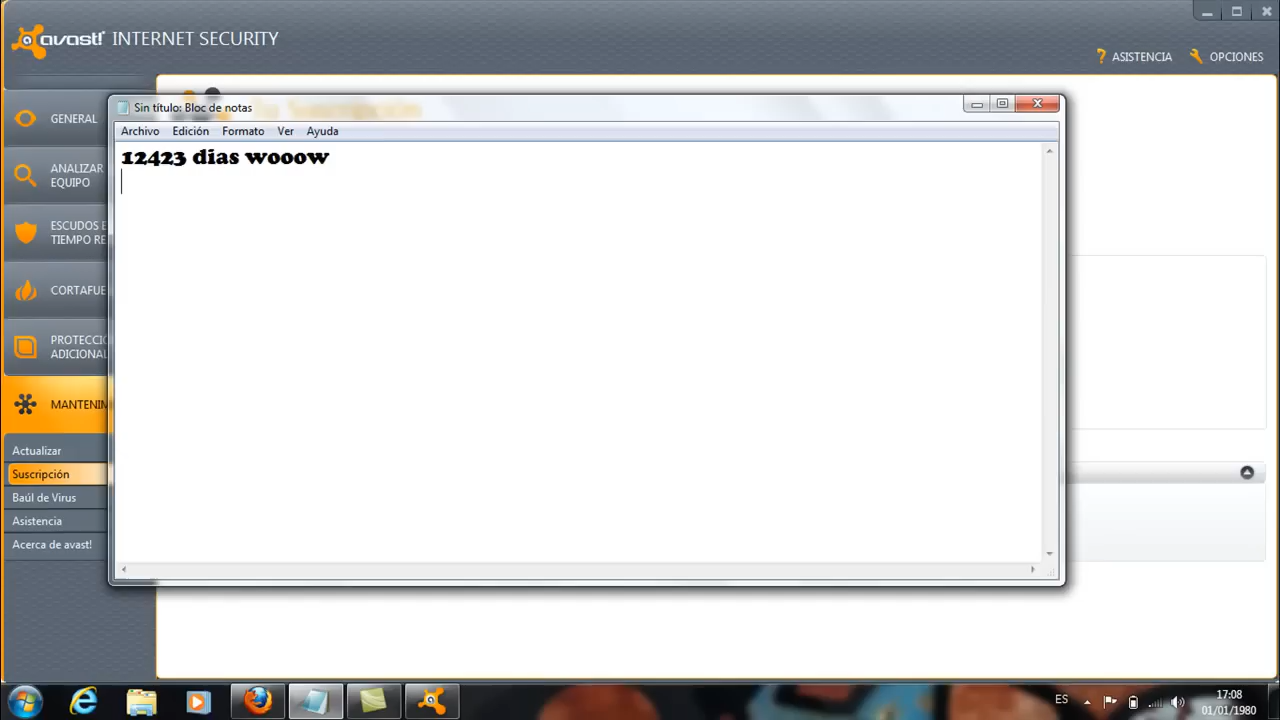 avast! INTERNET SECURITY
ASISTENCIA
OPCIONES
GENERAL
ANALIZAR
EQUIPO
ESCUDOS E
TIEMPO RE
CORTAFUE
PROTECCIÓ
ADICIONAL
MANTENIM
Actualizar
Suscripción
Baúl de Virus
Asistencia
Acerca de avast!
Sin título: Bloc de notas
Archivo Edición Formato Ver Ayuda
12423 dias wooow
ES
17:08
01/01/1980